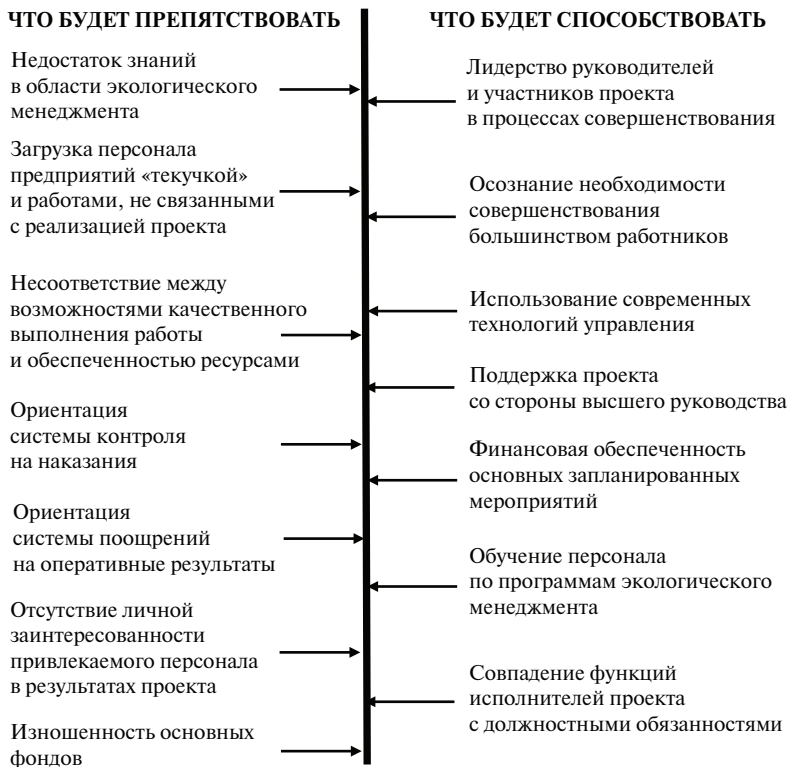 ЧТО БУДЕТ ПРЕПЯТСТВОВАТЬ
Недостаток знаний
в области экологического
менеджмента
Загрузка персонала
предприятий «текучкой»
и работами, не связанными
с реализацией проекта
Несоответствие между
возможностями качественного
выполнения работы
и обеспеченностью ресурсами
Ориентация
системы контроля
на наказания
Ориентация
системы поощрений
на оперативные результаты
Отсутствие личной
заинтересованности
привлекаемого персонала
в результатах проекта
Изношенность основных
фондов
ЧТО БУДЕТ СПОСОБСТВОВАТЬ
Лидерство руководителей
и участников проекта
в процессах совершенствования
Осознание необходимости
совершенствования
большинством работников
Использование современных
технологий управления
Поддержка проекта
со стороны высшего руководства
Финансовая обеспеченность
основных запланированных
мероприятий
Обучение персонала
по программам экологического
менеджмента
Совпадение функций
исполнителей проекта
с должностными обязанностями